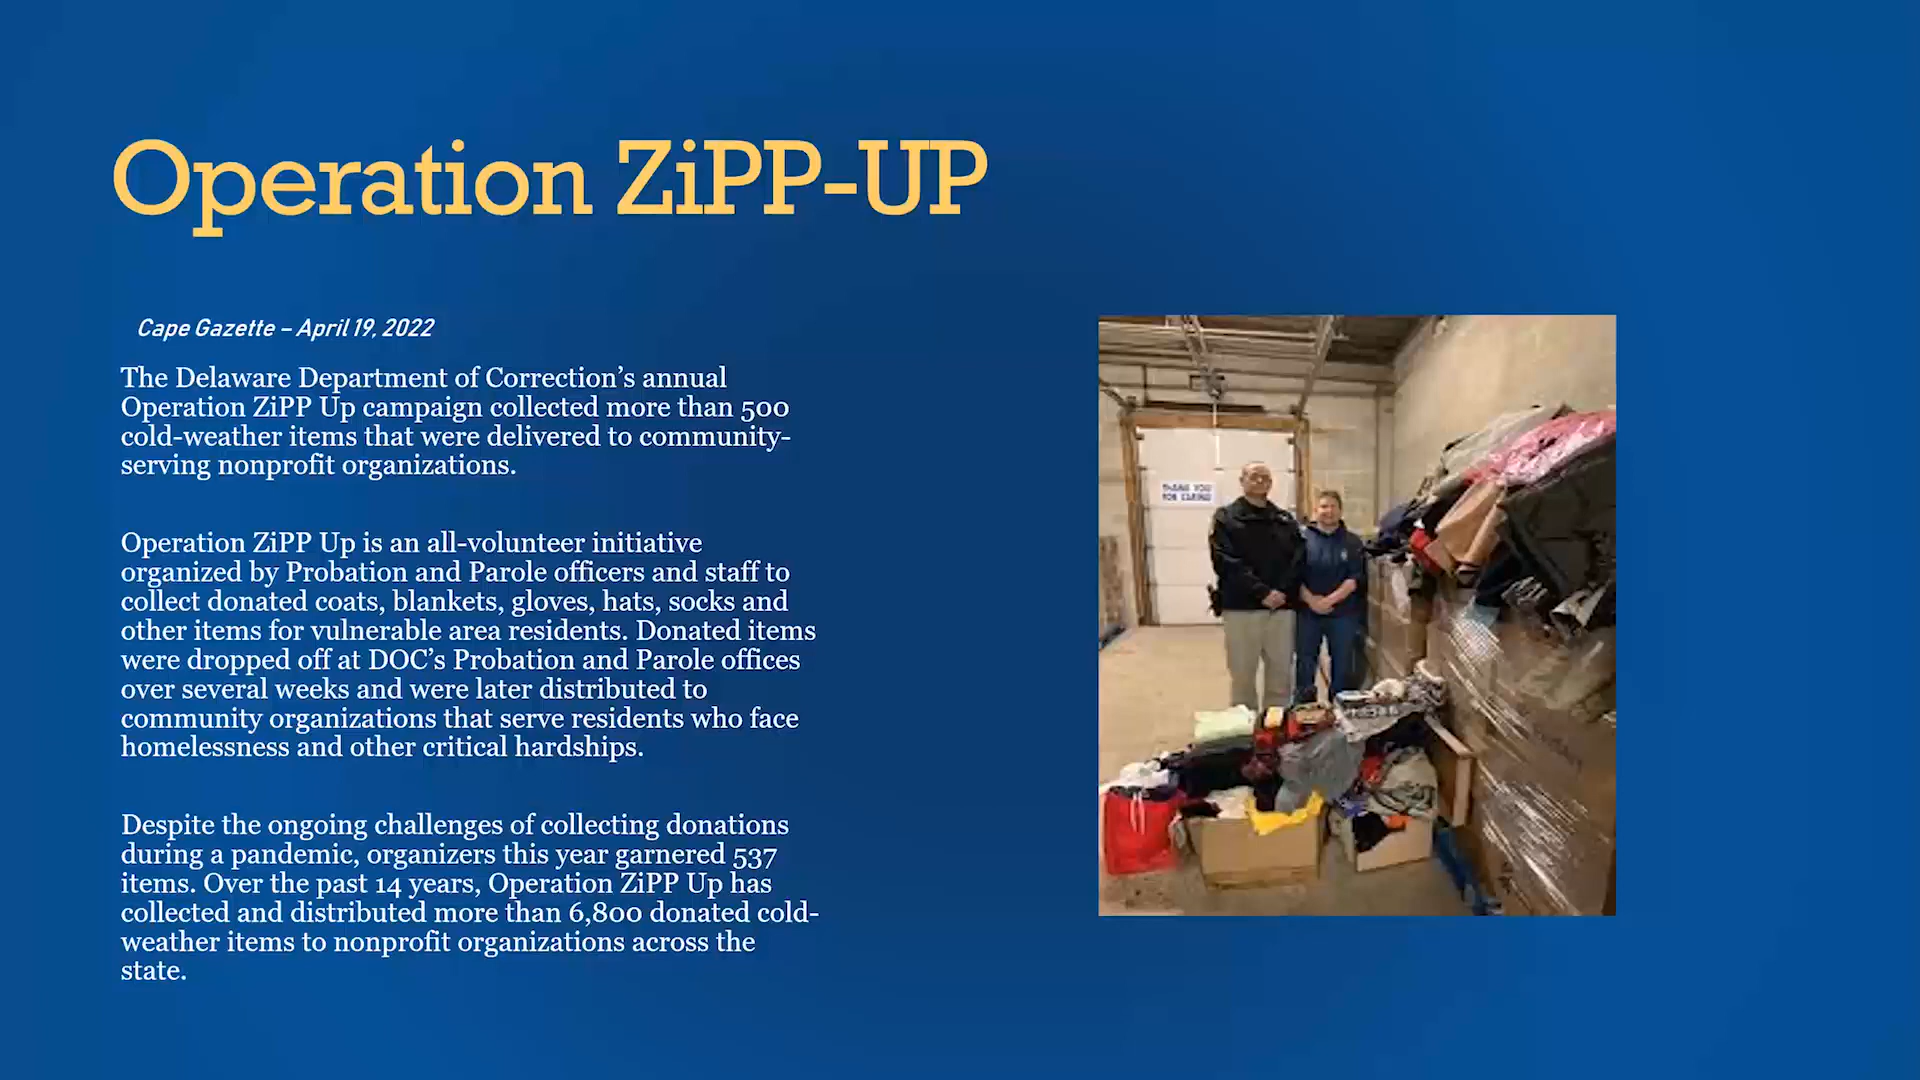 Operation ZiPP-UP
Cape Gazette – April 19, 2022
The Delaware Department of Correction’s annual
Operation ZiPP Up campaign collected more than 500
cold-weather items that were delivered to community-
serving nonprofit organizations.
Operation ZiPP Up is an all-volunteer initiative
organized by Probation and Parole officers and staff to
collect donated coats, blankets, gloves, hats, socks and
other items for vulnerable area residents. Donated items
were dropped off at DOC’s Probation and Parole offices
over several weeks and were later distributed to
community organizations that serve residents who face
homelessness and other critical hardships.
Despite the ongoing challenges of collecting donations
during a pandemic, organizers this year garnered 537
items. Over the past 14 years, Operation ZiPP Up has
collected and distributed more than 6,800 donated cold-
weather items to nonprofit organizations across the
state.
THANK YOU
FOR CARING